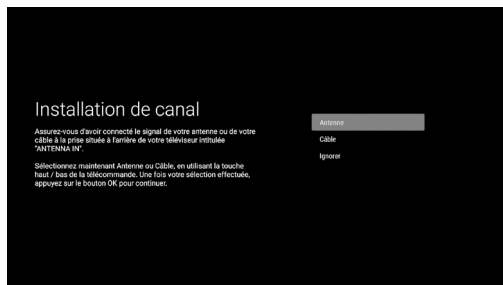 Installation de canal
Assurez-vous d'avoir connecté le signal de votre antenne ou de votre
câble à la prise située à l'arrière de votre téléviseur intitulée
"ANTENNA IN".
Sélectionnez maintenant Antenne ou Câble, en utilisant la touche
haut / bas de la télécommande. Une fois votre sélection effectuée,
appuyez sur le bouton OK pour continuer.
Antenne
Câble
Ignorer